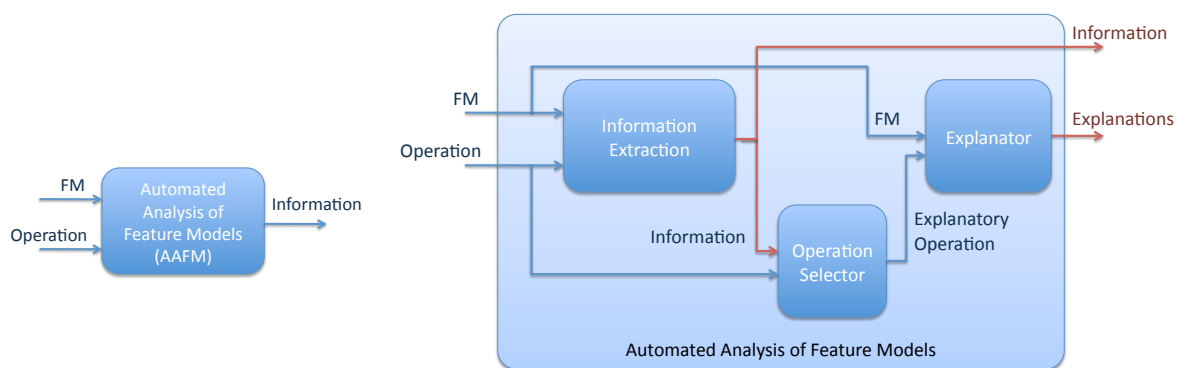 FM
Operation
Automated
Analysis of
Feature Models
(AAFM)
Information
FM
Operation
Information
Extraction
Information
FM
Explanator
Explanations
Information
Operation
Selector
Explanatory
Operation
Automated Analysis of Feature Models